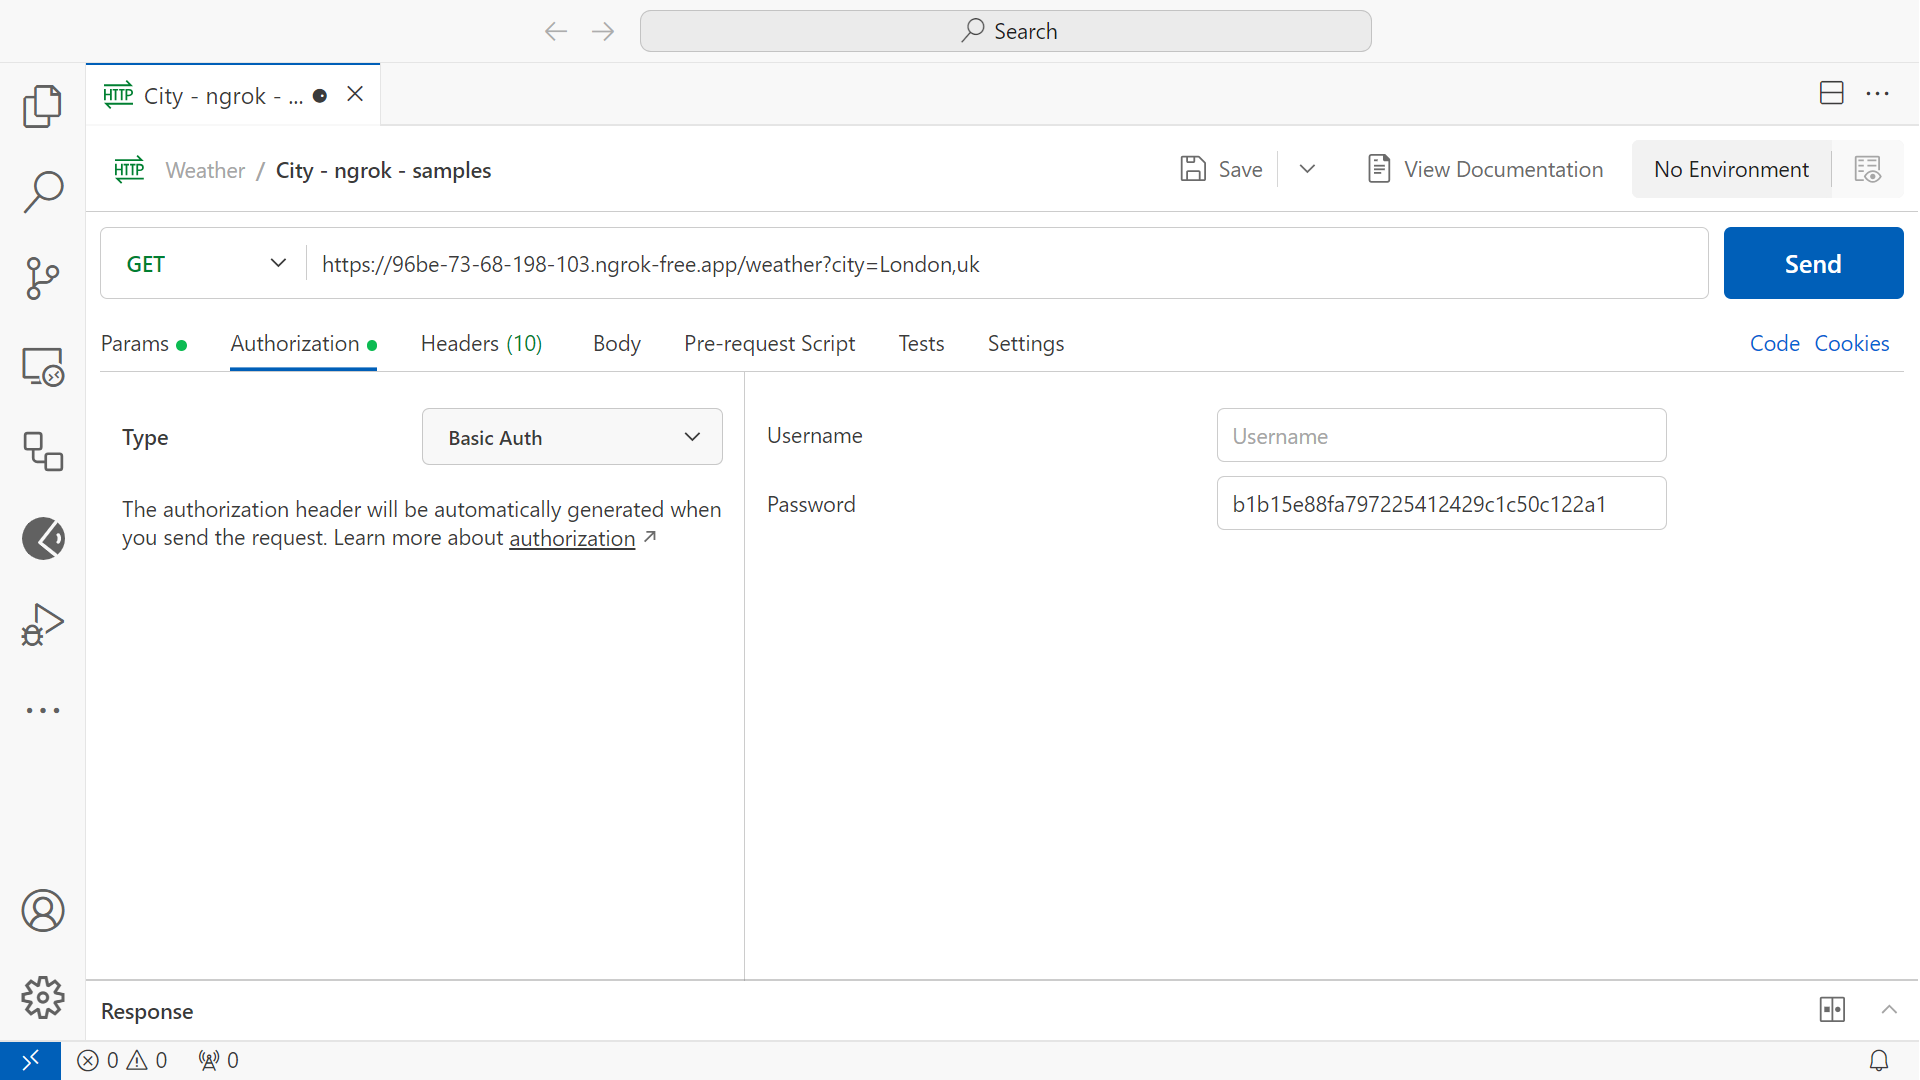 Search
HTTP City - ngrok - ...
HTTP Weather / City - ngrok - samples
Save
View Documentation
No Environment
GET
https://96be-73-68-198-103.ngrok-free.app/weather?city=London,uk
Send
Params
Authorization
Headers (10)
Body
Pre-request Script
Tests
Settings
Code
Cookies
Type
Basic Auth
The authorization header will be automatically generated when
you send the request. Learn more about authorization
Username
Username
Password
b1b15e88fa797225412429c1c50c122a1
Response
0
0
0